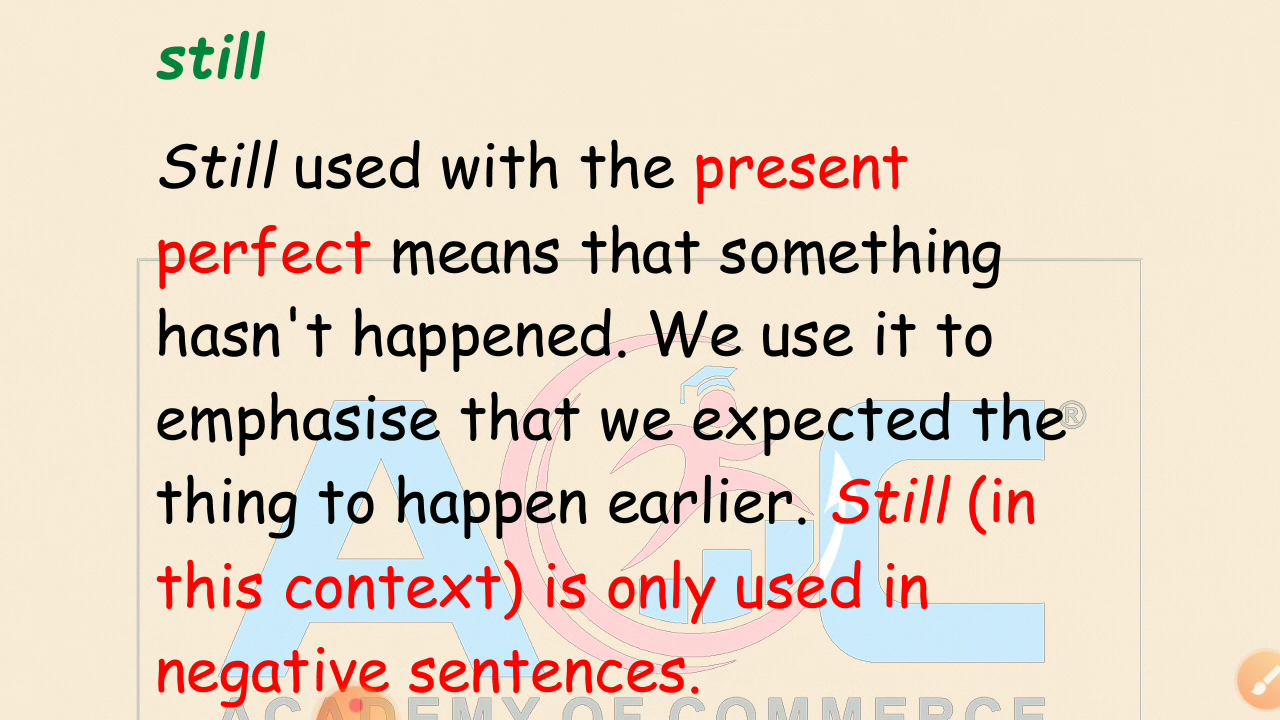 still
Still used with the present
perfect means that something
hasn't happened. We use it to
emphasise that we expected the
thing to happen earlier. Still (in
this context) is only used in
negative sentences.
ACADEMY OF COMMERCE
®